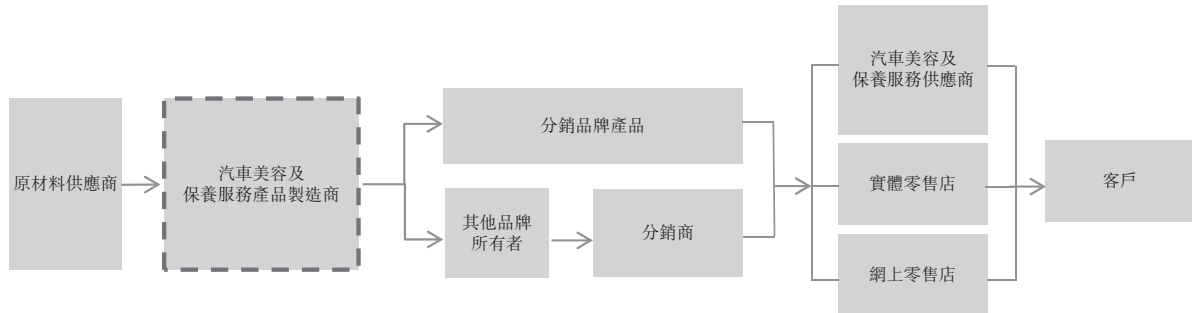 原材料供應商
汽車美容及
保養服務產品製造商
分銷品牌產品
其他品牌
所有者
分銷商
汽車美容及
保養服務供應商
實體零售店
網上零售店
客戶